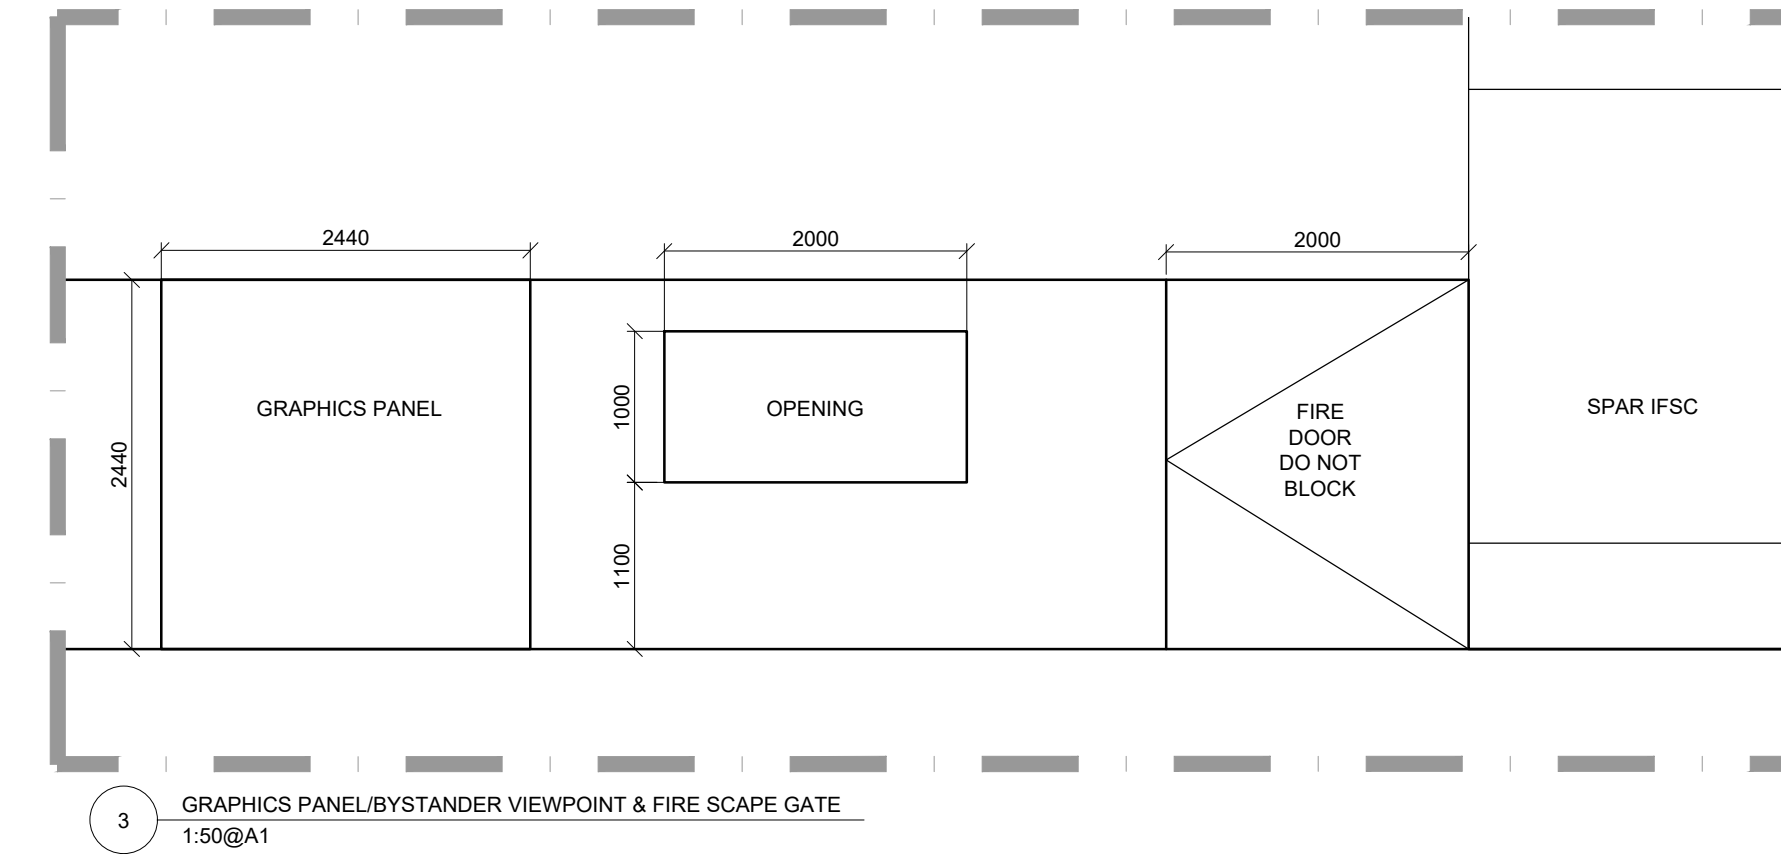 2440
2000
2000
GRAPHICS PANEL
OPENING
FIRE
DOOR
DO NOT
BLOCK
SPAR IFSC
2440
1000
1100
3
GRAPHICS PANEL/BYSTANDER VIEWPOINT & FIRE SCAPE GATE
1:50@A1